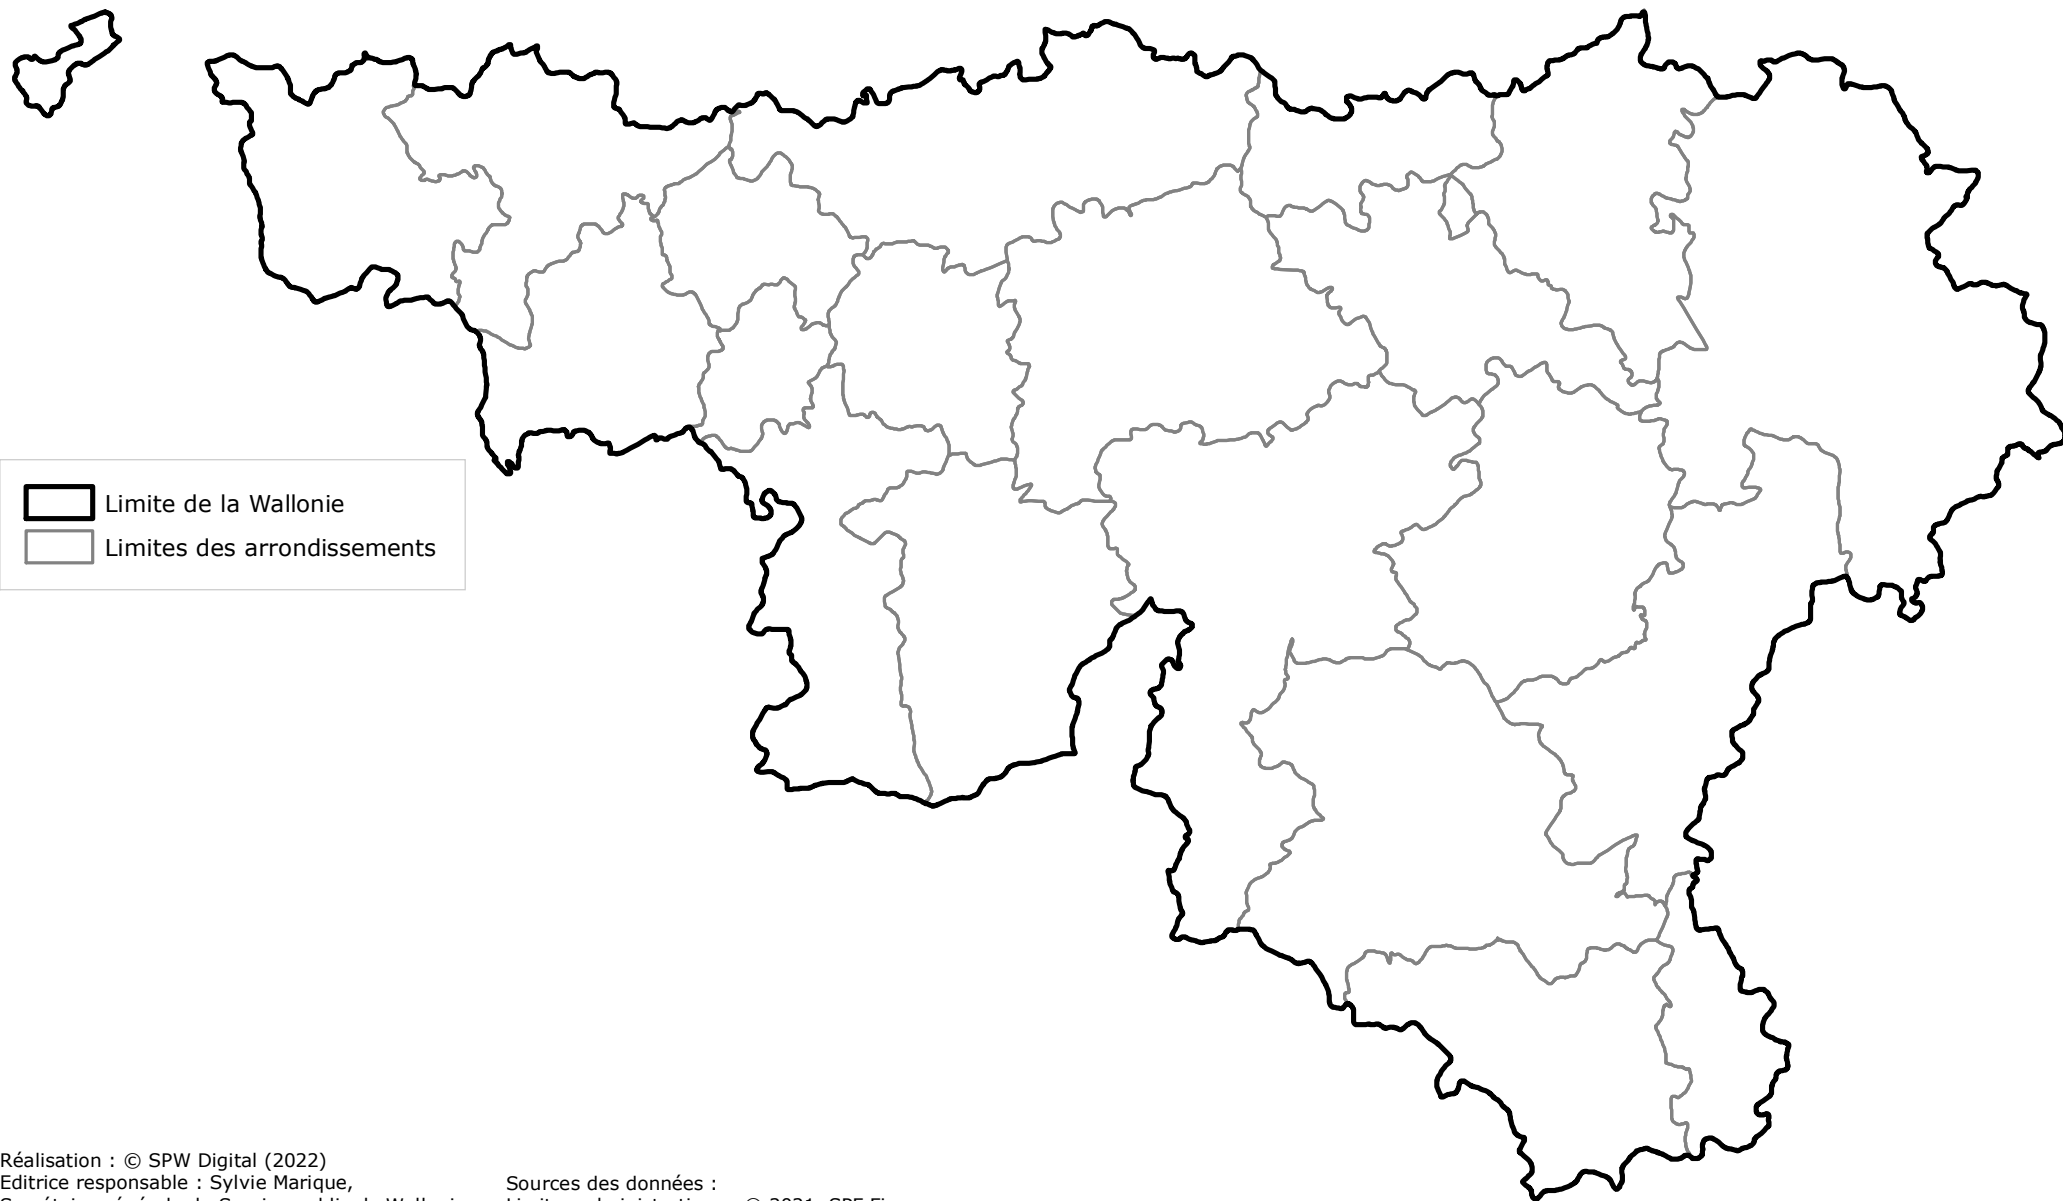 Limite de la Wallonie
Limites des arrondissements
Réalisation : © SPW Digital (2022)
Editrice responsable : Sylvie Marique,
Sources des données :